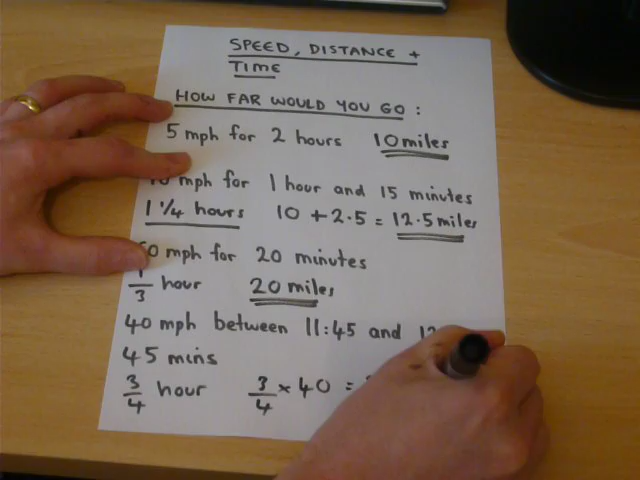 SPEED, DISTANCE +
TIME
HOW FAR WOULD YOU GO :
5 mph for 2 hours 10 miles
mph for 1 hour and 15 minutes
1 1/4 hours 10 + 2.5 = 12.5 miles
mph for 20 minutes
1/3 hour 20 miles
40 mph between 11:45 and
45 mins
3/4 hour 3/4 × 40 =